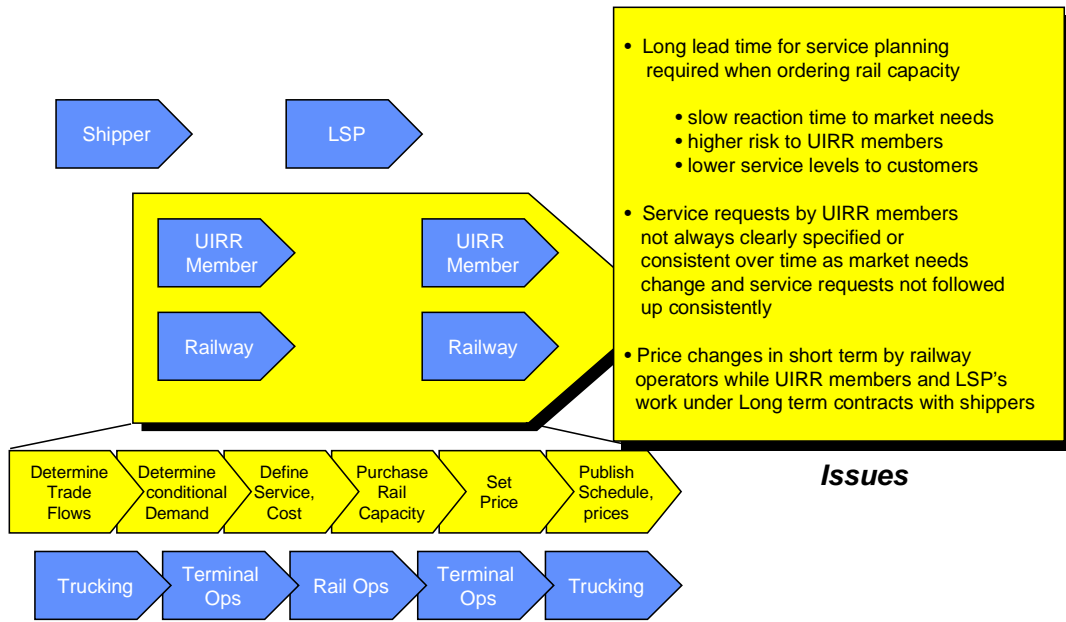 Shipper
LSP
UIRR
Member
UIRR
Member
Railway
Railway
• Long lead time for service planning
required when ordering rail capacity
• slow reaction time to market needs
• higher risk to UIRR members
• lower service levels to customers
• Service requests by UIRR members
not always clearly specified or
consistent over time as market needs
change and service requests not followed
up consistently
• Price changes in short term by railway
operators while UIRR members and LSP's
work under Long term contracts with shippers
Issues
Determine
Trade
Flows
Determine
conditional
Demand
Define
Service,
Cost
Purchase
Rail
Capacity
Set
Price
Publish
Schedule,
prices
Trucking
Terminal
Ops
Rail Ops
Terminal
Ops
Trucking